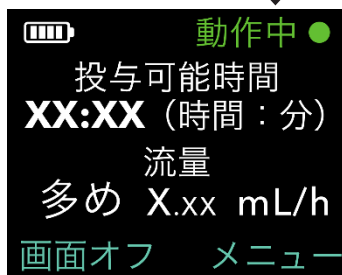 動作中
投与可能時間
XX:XX（時間：分）
流量
多め X.xx mL/h
画面オフ メニュー